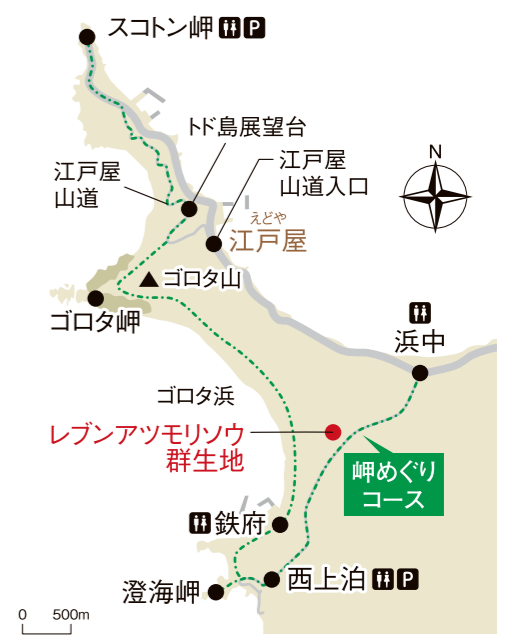 スコトン岬 P
トド島展望台
江戸屋
山道
江戸屋
山道入口
N
えどや
江戸屋
ゴロタ山
ゴロタ岬
浜中
ゴロタ浜
レブンアツモリソウ
群生地
岬めぐり
コース
鉄府
西上泊 P
澄海岬
0 500m